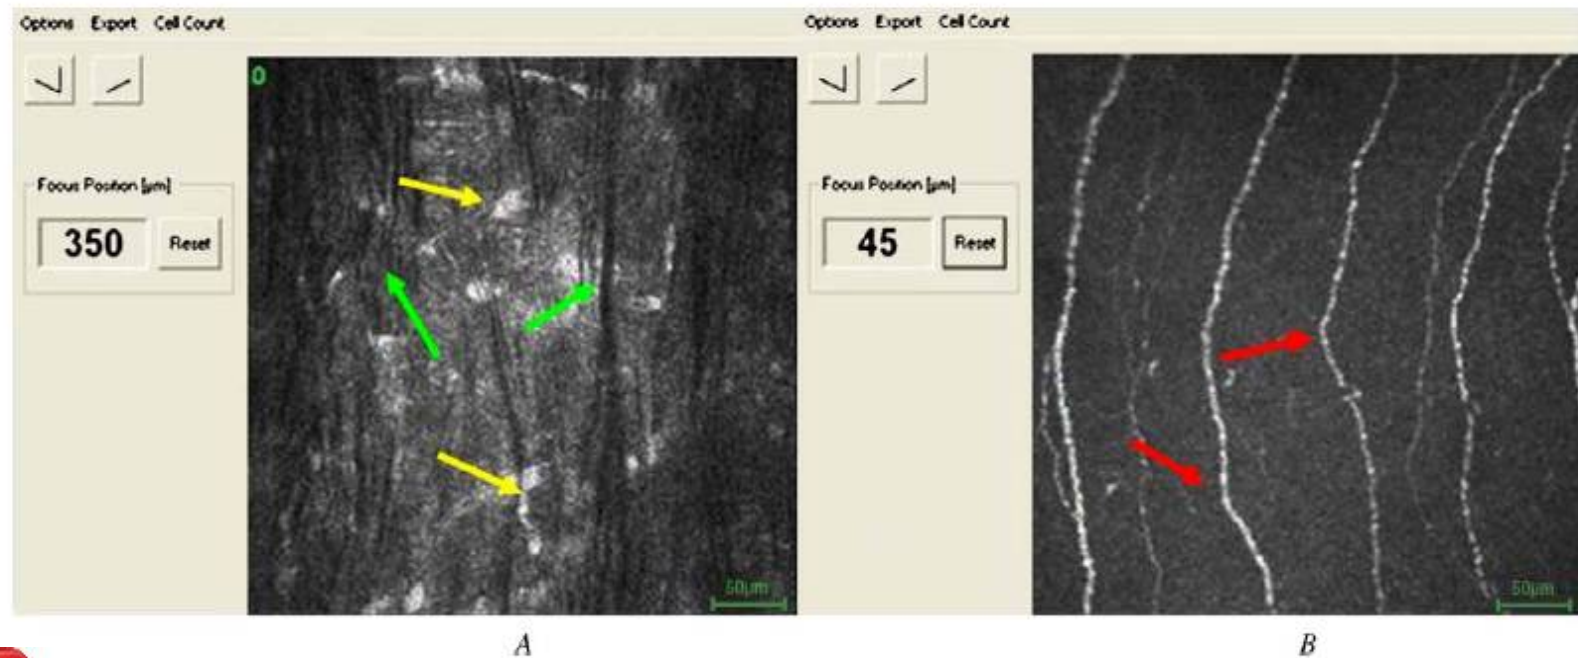 Options Export Cell Count
0
Focus Position [µm]
350 Reset
50µm
A
Options Export Cell Count
Focus Position [µm]
45 Reset
50µm
B